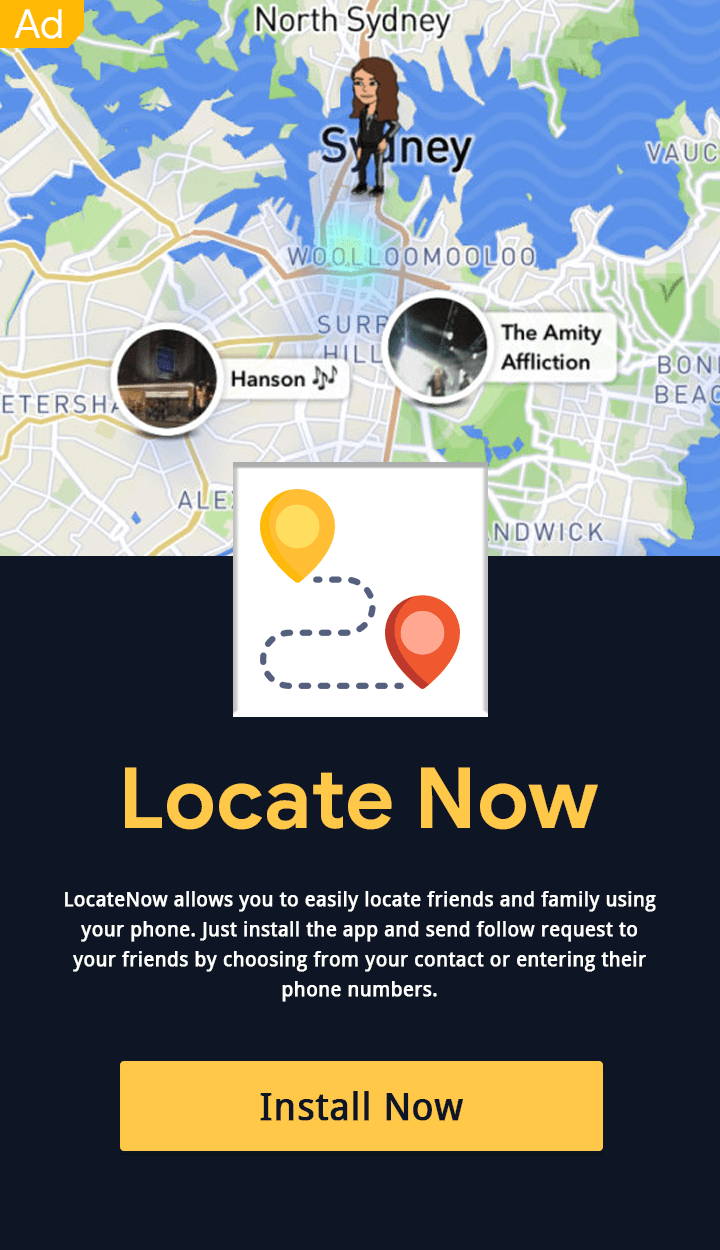 Ad
North Sydney
Sydney
VAUC
WOOLLOOMOOLOO
SURR
HILL
The Amity
Affliction
Hanson 🎶
BON
BEAC
ETERSHA
ALE
NDWICK
Locate Now
LocateNow allows you to easily locate friends and family using
your phone. Just install the app and send follow request to
your friends by choosing from your contact or entering their
phone numbers.
Install Now